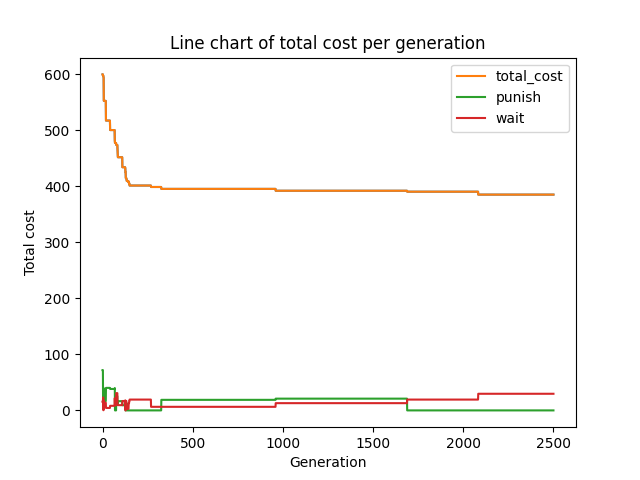 Line chart of total cost per generation
total_cost
punish
wait
Total cost
600
500
400
300
200
100
0
0 500 1000 1500 2000 2500
Generation